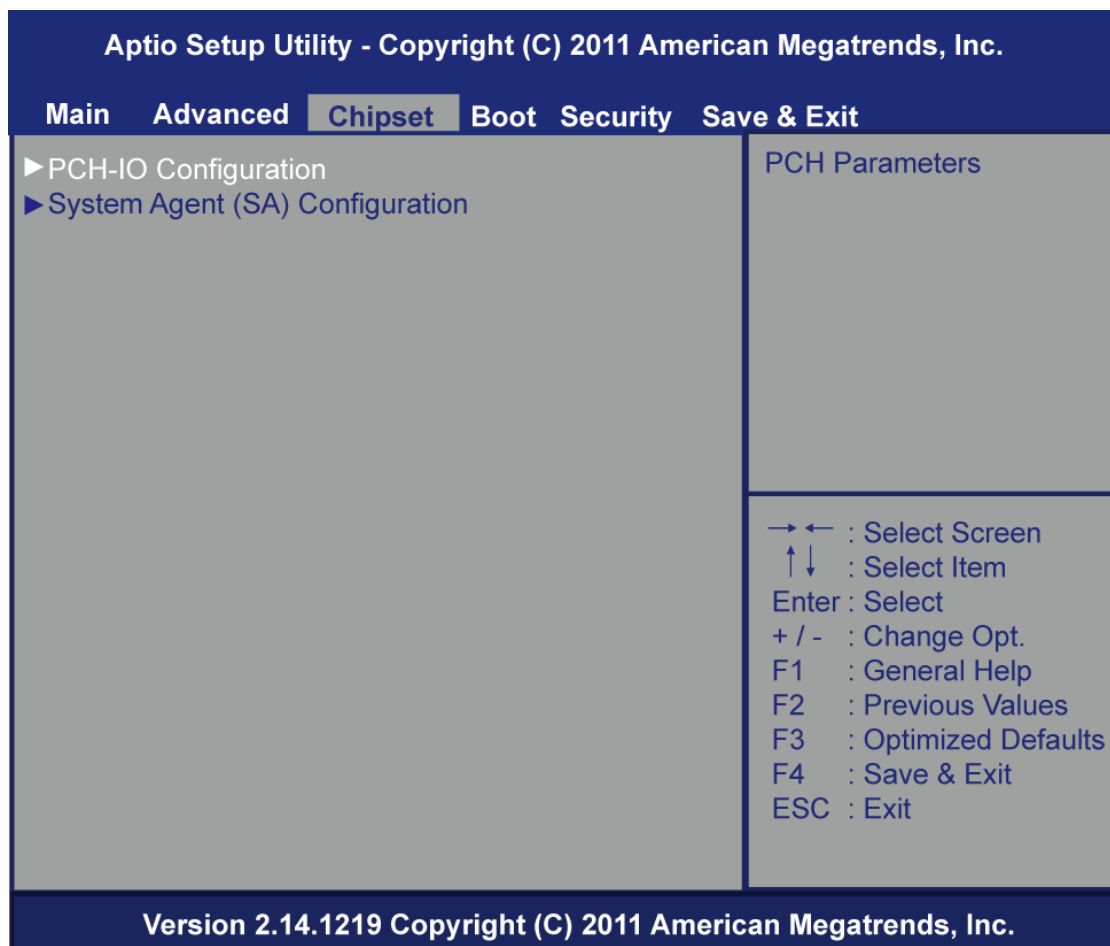 Aptio Setup Utility - Copyright (C) 2011 American Megatrends, Inc.
Main Advanced Chipset Boot Security Save & Exit
►PCH-IO Configuration
►System Agent (SA) Configuration
PCH Parameters
→← : Select Screen
↑↓ : Select Item
Enter : Select
+ / - : Change Opt.
F1 : General Help
F2 : Previous Values
F3 : Optimized Defaults
F4 : Save & Exit
ESC : Exit
Version 2.14.1219 Copyright (C) 2011 American Megatrends, Inc.